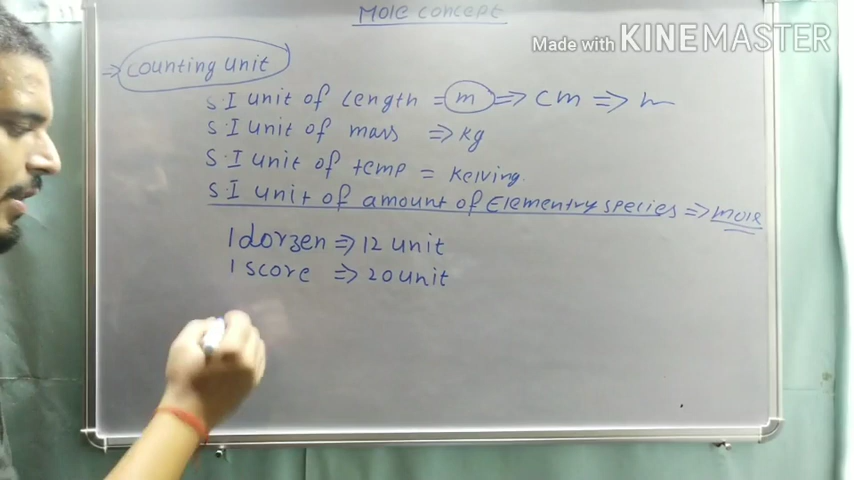 Mole concept
Made with KINEMASTER
⇒ counting unit
S.I unit of Length = m ⇒ cm ⇒
S.I unit of mass ⇒ kg
S.I unit of temp = kelving.
S.I unit of amount of Elementry species ⇒ mole
1 dorzen ⇒ 12 unit
1 score ⇒ 20 unit